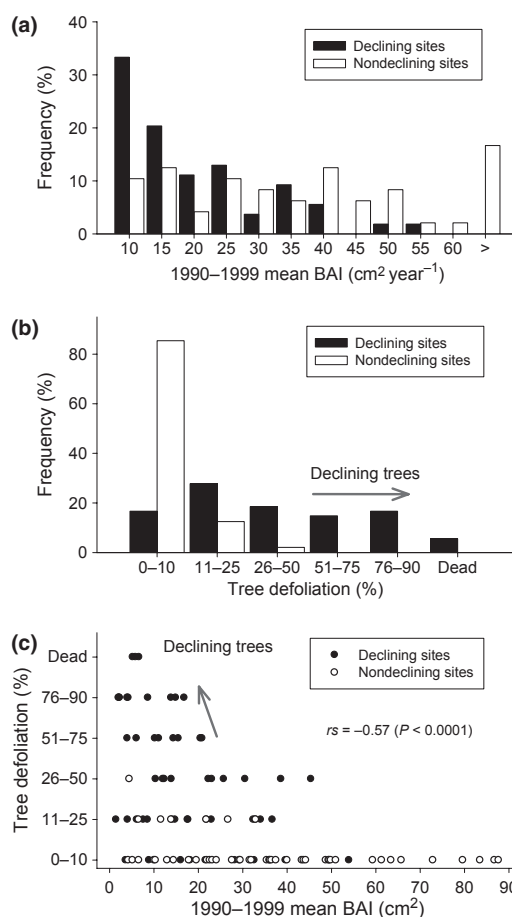 (a)
40
30
20
10
0
Frequency (%)
Declining sites
Nondeclining sites
10 15 20 25 30 35 40 45 50 55 60 >
1990–1999 mean BAI (cm² year⁻¹)
(b)
80
60
40
20
0
Frequency (%)
Declining sites
Nondeclining sites
Declining trees
0–10 11–25 26–50 51–75 76–90 Dead
Tree defoliation (%)
(c)
Dead
76–90
51–75
26–50
11–25
0–10
Tree defoliation (%)
Declining trees
Declining sites
Nondeclining sites
rs = –0.57 (P < 0.0001)
0 10 20 30 40 50 60 70 80 90
1990–1999 mean BAI (cm²)